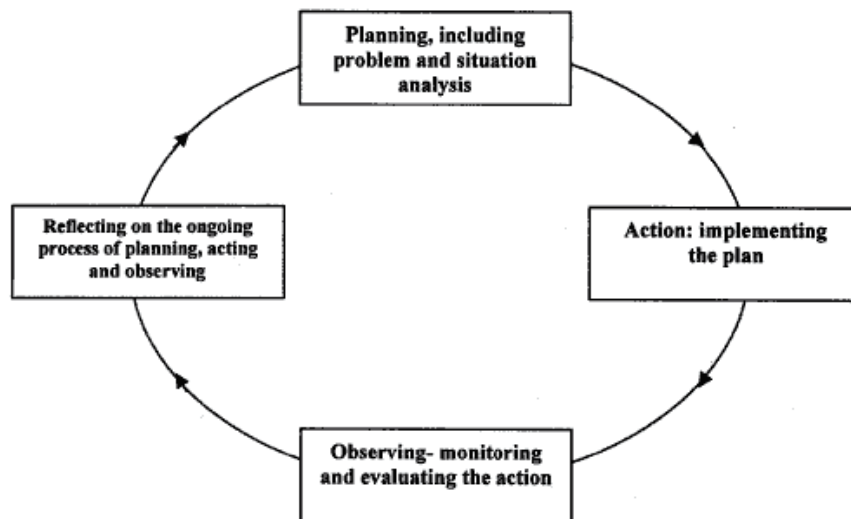 Planning, including
problem and situation
analysis
Action: implementing
the plan
Observing- monitoring
and evaluating the action
Reflecting on the ongoing
process of planning, acting
and observing